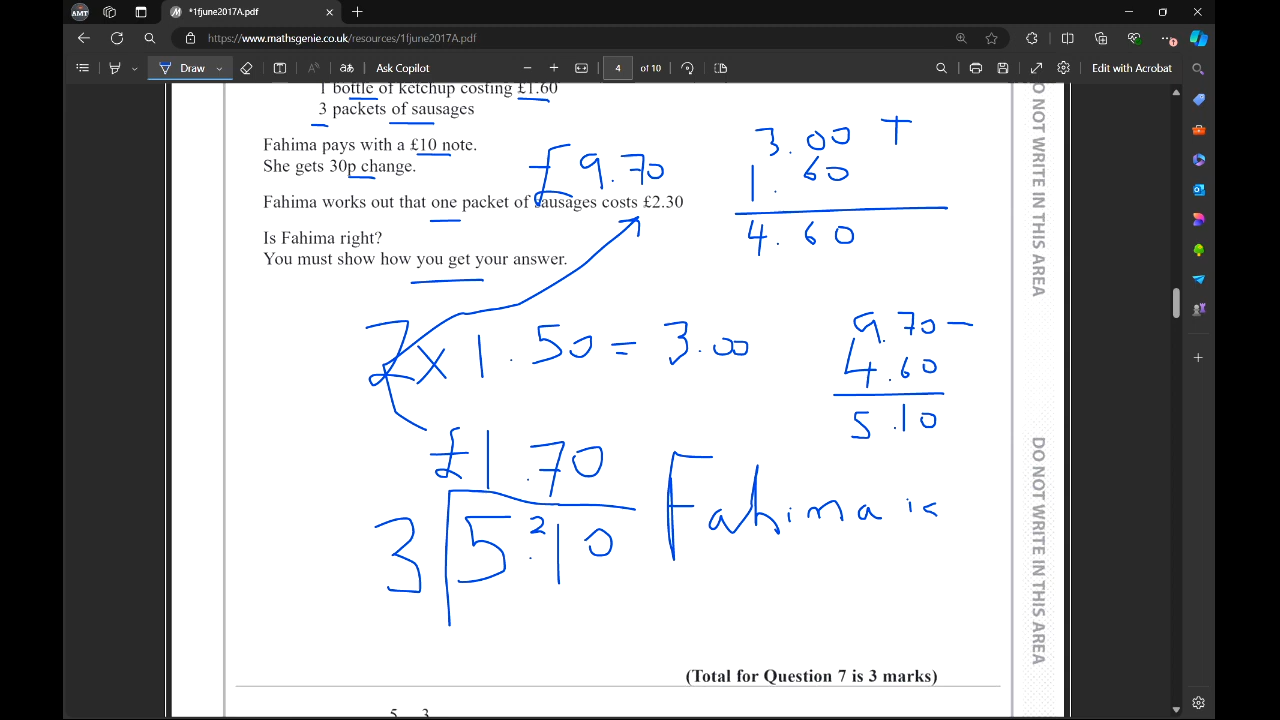 AMT
*1fjune2017A.pdf
https://www.mathsgenie.co.uk/resources/1fjune2017A.pdf
Draw
Ask Copilot
4 of 10
Edit with Acrobat
1 bottle of ketchup costing £1.60
3 packets of sausages
Fahima pays with a £10 note.
She gets 30p change.
Fahima works out that one packet of sausages costs £2.30
Is Fahima right?
You must show how you get your answer.
£9.70
3.00 +
1.60
4.60
2 × 1.50 = 3.00
9.70 -
4.60
5.10
£1.70
3 5.²10
Fahima is
(Total for Question 7 is 3 marks)
5 3
DO NOT WRITE IN THIS AREA
DO NOT WRITE IN THIS AREA